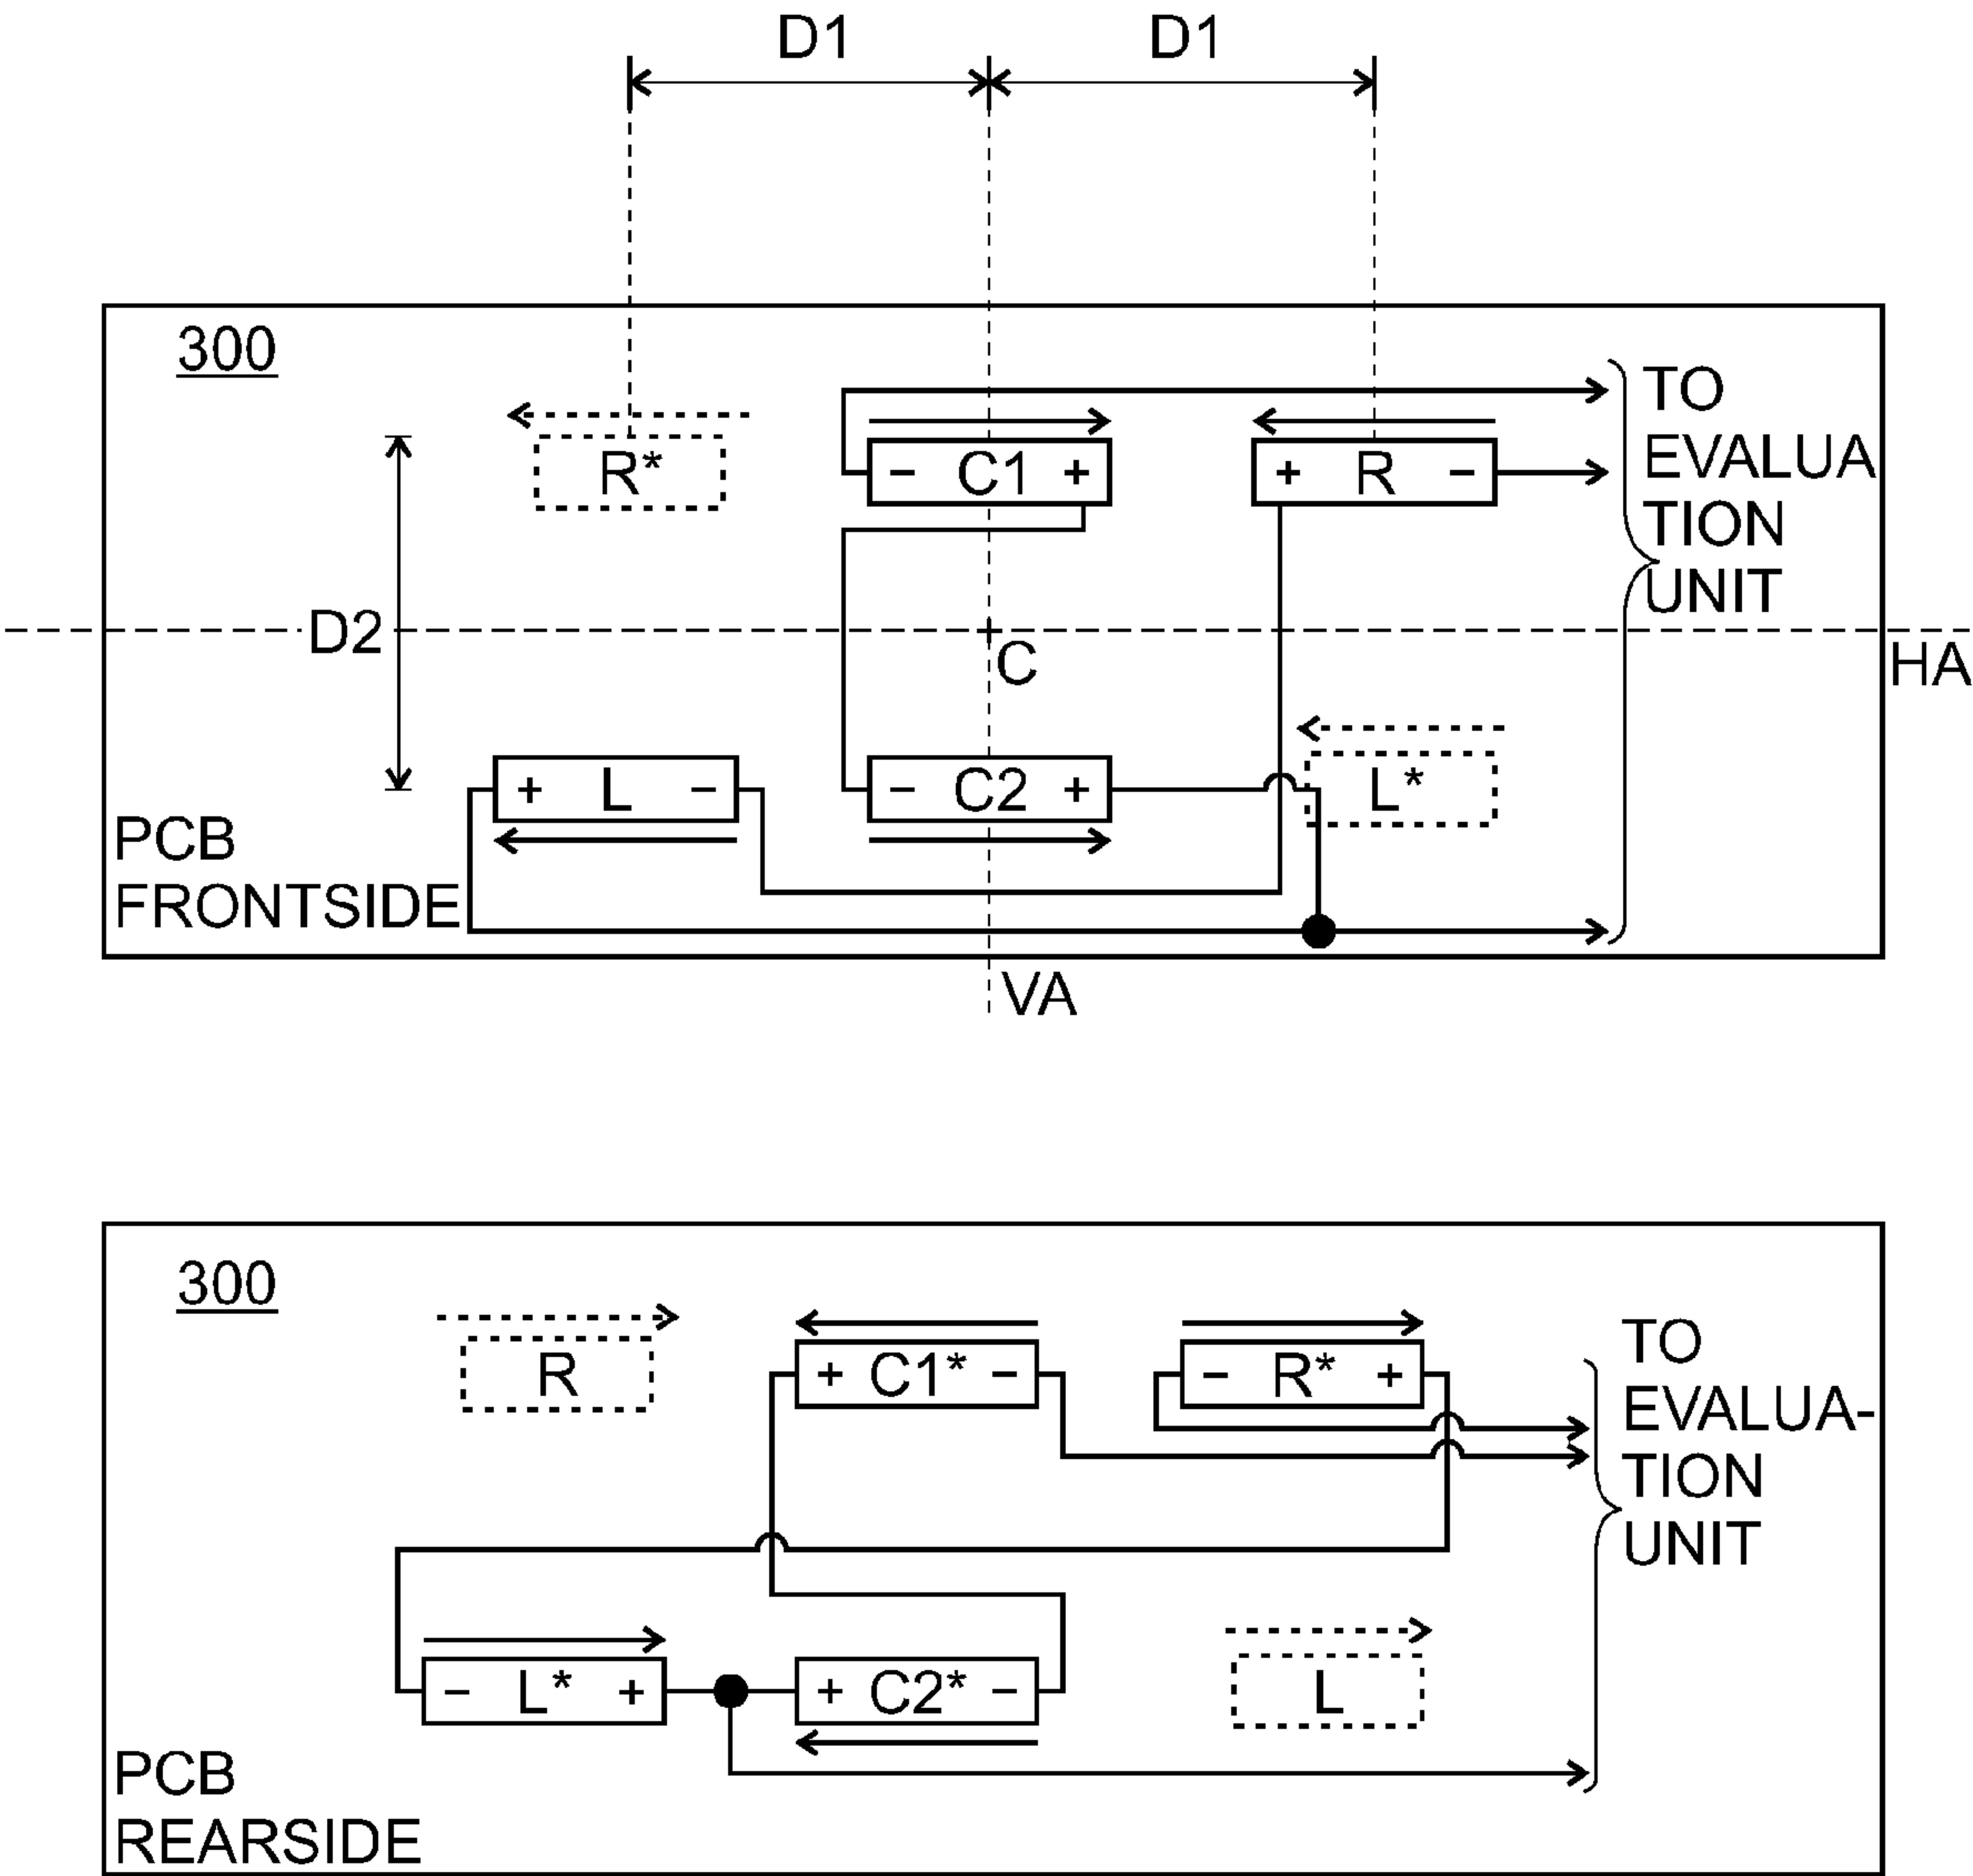 D1 D1
300
TO
EVALUA
TION
UNIT
R*
- C1 +
+ R -
D2
C
HA
+ L -
- C2 +
L*
PCB
FRONTSIDE
VA
300
TO
EVALUA-
TION
UNIT
R
+ C1* -
- R* +
- L* +
+ C2* -
L
PCB
REARSIDE